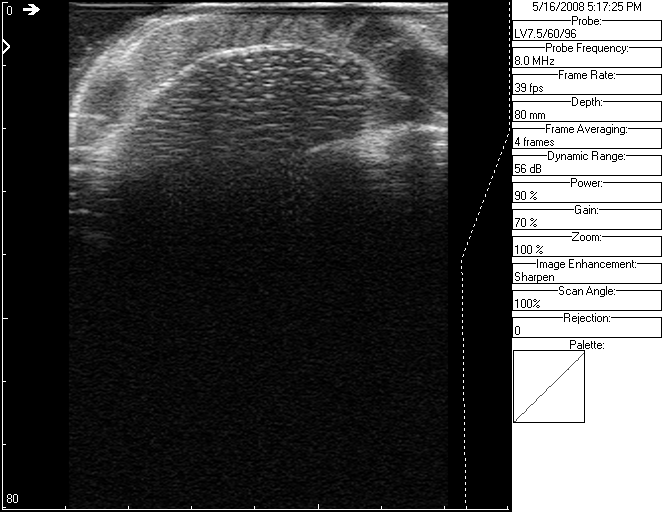 0
80
5/16/2008 5:17:25 PM
Probe:
LV7.5/60/96
Probe Frequency:
8.0 MHz
Frame Rate:
39 fps
Depth:
80 mm
Frame Averaging:
4 frames
Dynamic Range:
56 dB
Power:
90 %
Gain:
70 %
Zoom:
100 %
Image Enhancement:
Sharpen
Scan Angle:
100%
Rejection:
0
Palette: